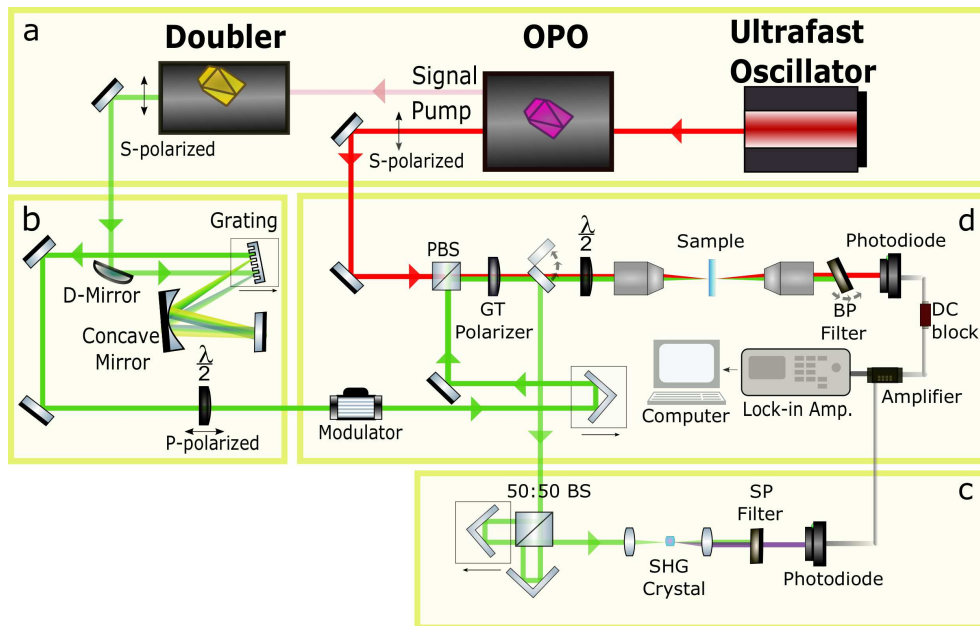 a
Doubler
OPO
Ultrafast
Oscillator
Signal
Pump
S-polarized
S-polarized
b
Grating
D-Mirror
Concave
Mirror
λ
2
P-polarized
d
PBS
GT
Polarizer
λ
2
Sample
Photodiode
BP
Filter
DC
block
Modulator
Computer
Lock-in Amp.
Amplifier
c
50:50 BS
SHG
Crystal
SP
Filter
Photodiode